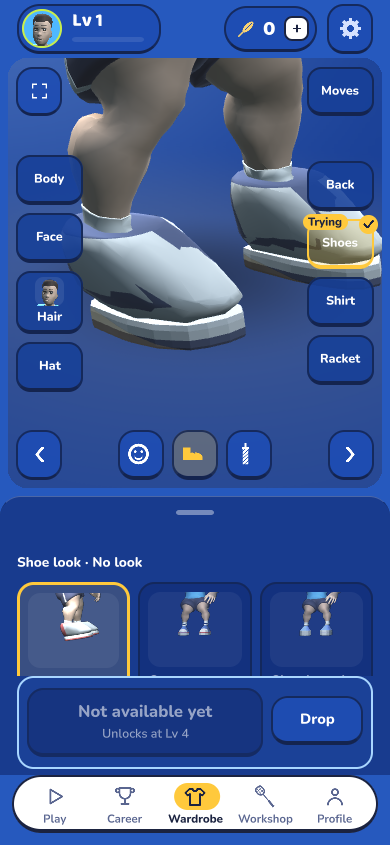 Lv 1
0
+
Moves
Body
Back
Trying
Face
Shoes
Hair
Shirt
Hat
Racket
Shoe look · No look
Not available yet
Unlocks at Lv 4
Drop
Play
Career
Wardrobe
Workshop
Profile